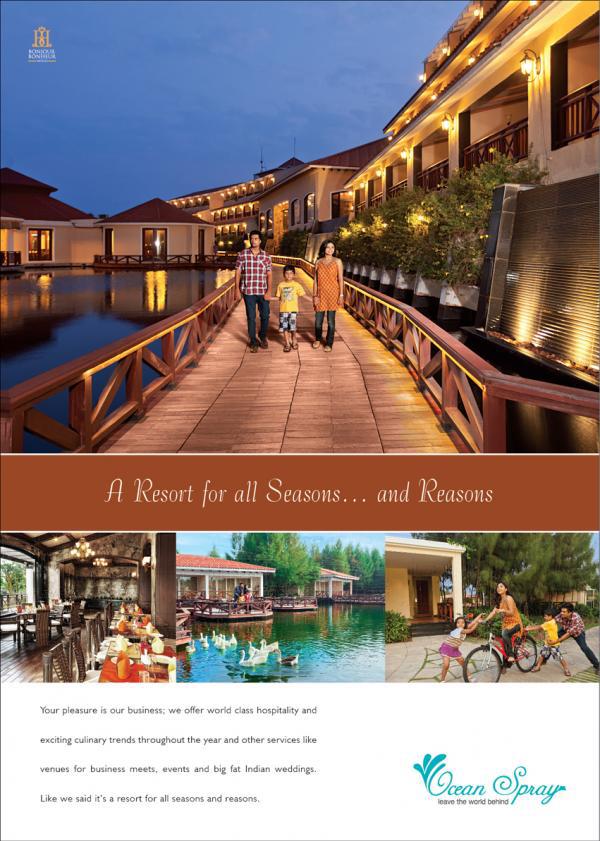 BONJOUR
BONHEUR
A Resort for all Seasons... and Reasons
Your pleasure is our business; we offer world class hospitality and
exciting culinary trends throughout the year and other services like
venues for business meets, events and big fat Indian weddings.
Like we said it's a resort for all seasons and reasons.
Ocean Spray
leave the world behind